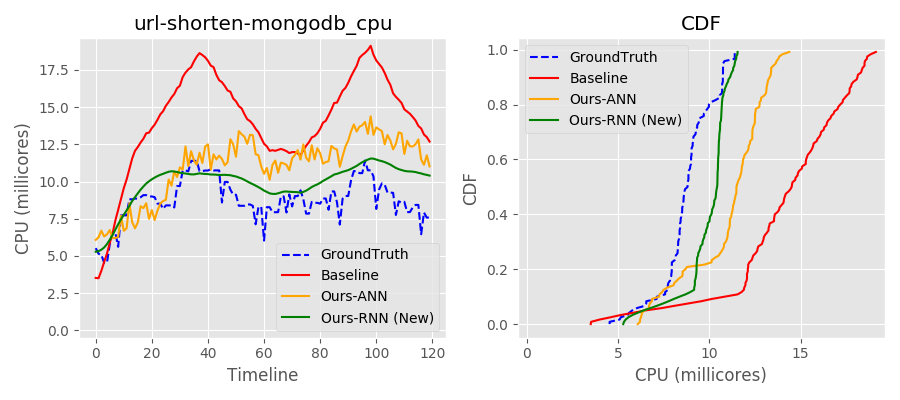 url-shorten-mongodb_cpu
CPU (millicores)
17.5
15.0
12.5
10.0
7.5
5.0
2.5
0.0
GroundTruth
Baseline
Ours-ANN
Ours-RNN (New)
0 20 40 60 80 100 120
Timeline
CDF
CDF
1.0
0.8
0.6
0.4
0.2
0.0
GroundTruth
Baseline
Ours-ANN
Ours-RNN (New)
0 5 10 15
CPU (millicores)